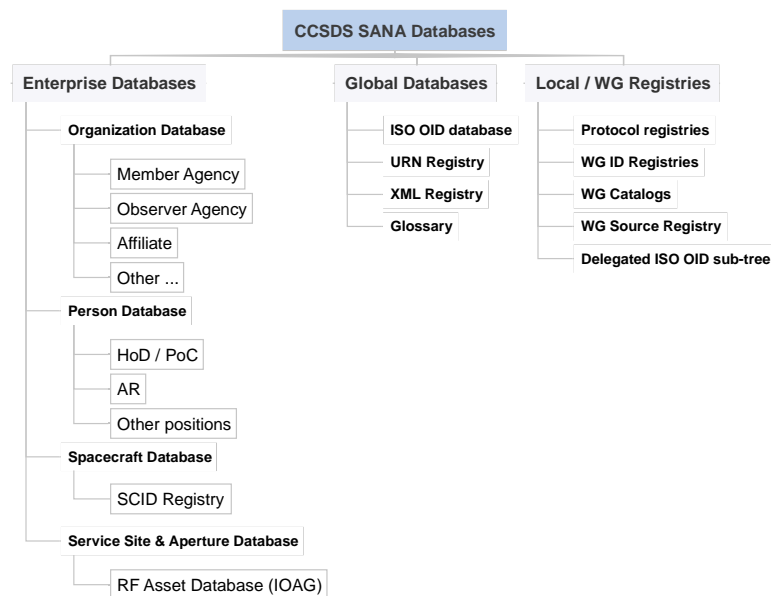 CCSDS SANA Databases
Enterprise Databases
Organization Database
Member Agency
Observer Agency
Affiliate
Other ...
Person Database
HoD / PoC
AR
Other positions
Spacecraft Database
SCID Registry
Service Site & Aperture Database
RF Asset Database (IOAG)
Global Databases
ISO OID database
URN Registry
XML Registry
Glossary
Local / WG Registries
Protocol registries
WG ID Registries
WG Catalogs
WG Source Registry
Delegated ISO OID sub-tree